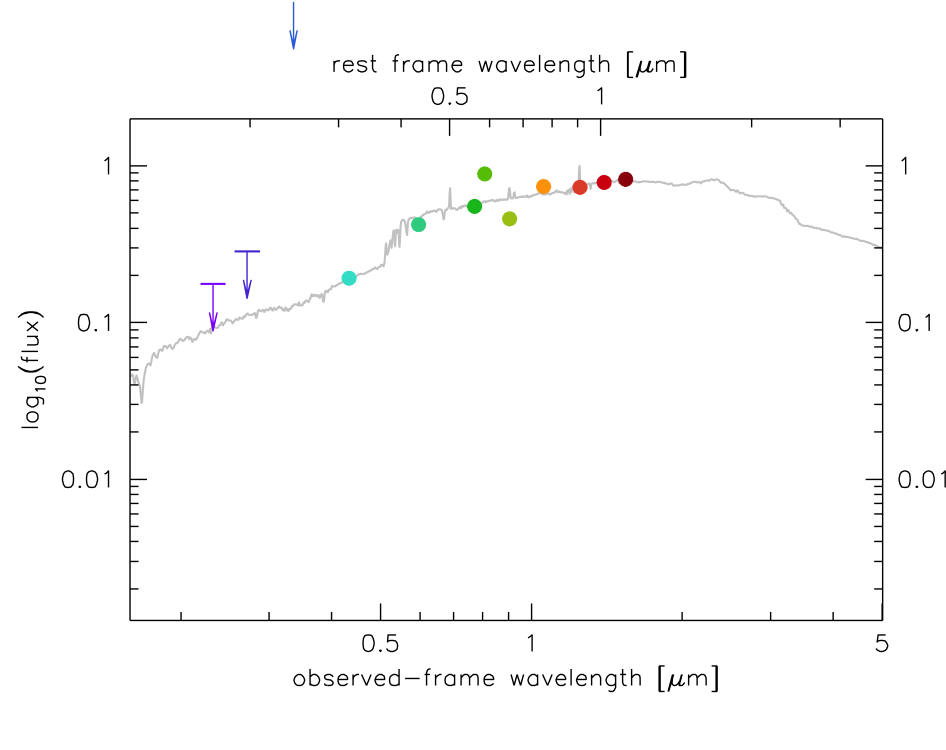 rest frame wavelength [μm]
0.5 1
1 1
0.1 0.1
0.01 0.01
log₁₀(flux)
0.5 1 5
observed-frame wavelength [μm]